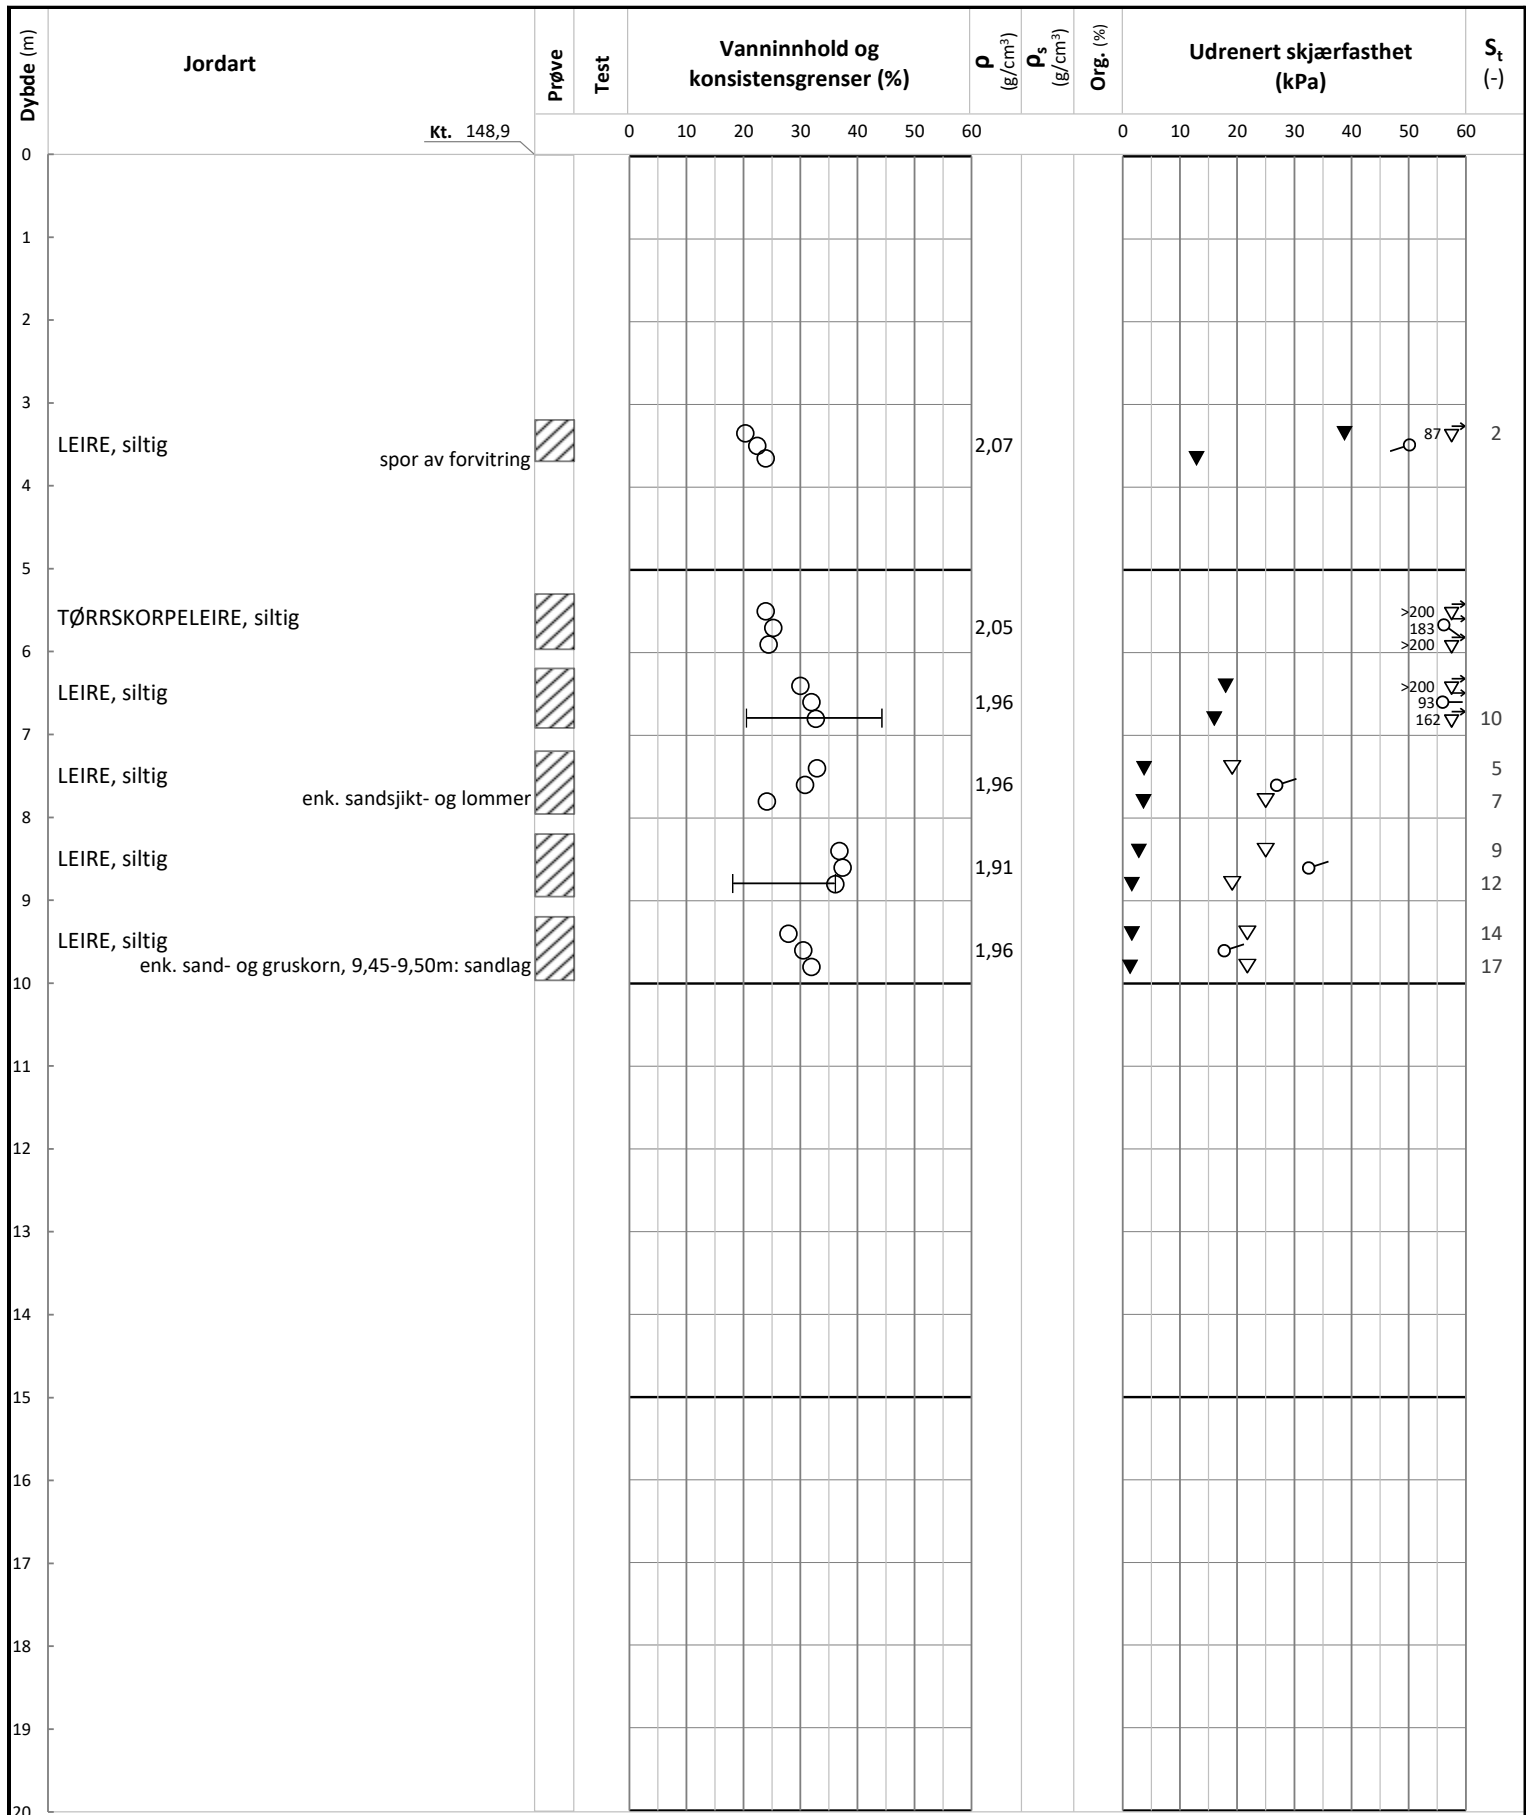 Dybde (m)
Jordart
Prøve
Test
Vanninnhold og
konsistensgrenser (%)
ρ
(g/cm³)
ρs
(g/cm³)
Org. (%)
Udrenert skjærfasthet
(kPa)
St
(-)
Kt. 148,9
0 10 20 30 40 50 60
0 10 20 30 40 50 60
0
1
2
3
LEIRE, siltig
spor av forvitring
2,07
87
2
4
5
TØRRSKORPELEIRE, siltig
2,05
>200
183
>200
6
LEIRE, siltig
1,96
>200
93
162
10
7
LEIRE, siltig
enk. sandsjikt- og lommer
1,96
5
7
8
LEIRE, siltig
1,91
9
12
9
LEIRE, siltig
enk. sand- og gruskorn, 9,45-9,50m: sandlag
1,96
14
17
10
11
12
13
14
15
16
17
18
19
20